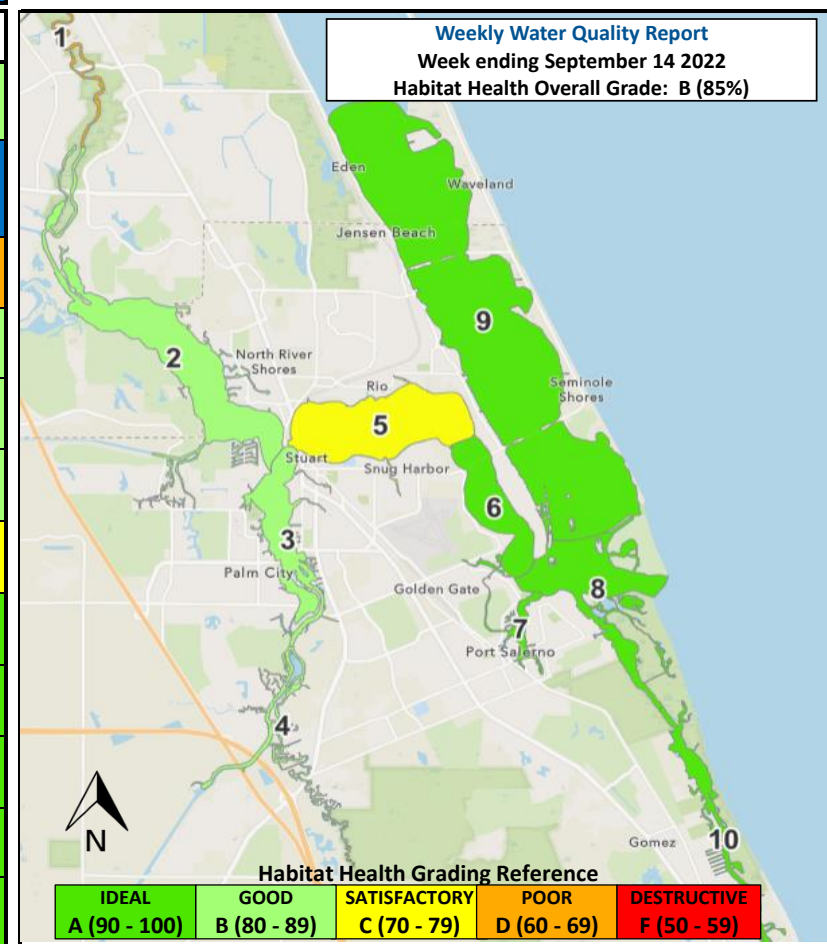 Weekly Water Quality Report
Week ending September 14 2022
Habitat Health Overall Grade: B (85%)
1
Eden
Waveland
Jensen Beach
9
2
North River
Shores
Rio
Seminole
Shores
5
Stuart
Snug Harbor
6
3
Palm City
Golden Gate
8
7
Port Salerno
4
N
Gomez
10
Habitat Health Grading Reference
IDEAL GOOD SATISFACTORY POOR DESTRUCTIVE
A (90 - 100) B (80 - 89) C (70 - 79) D (60 - 69) F (50 - 59)